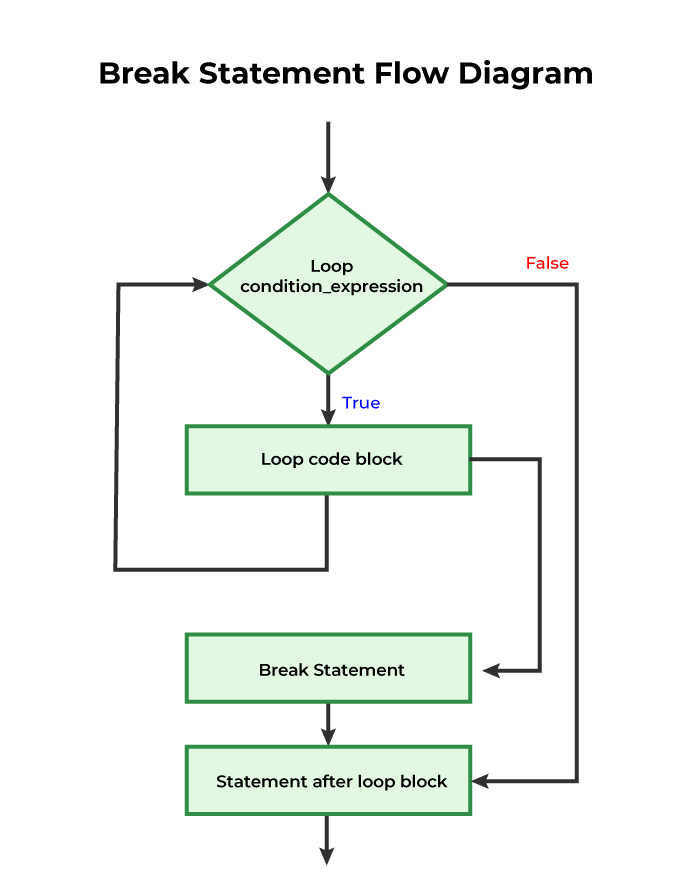 Break Statement Flow Diagram
Loop
condition_expression
False
True
Loop code block
Break Statement
Statement after loop block